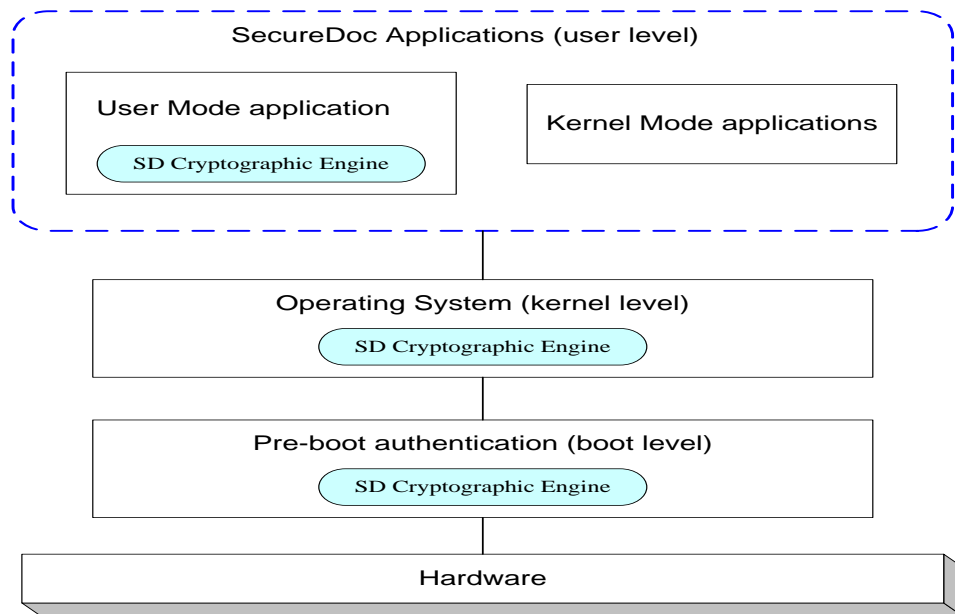 SecureDoc Applications (user level)
User Mode application
SD Cryptographic Engine
Kernel Mode applications
Operating System (kernel level)
SD Cryptographic Engine
Pre-boot authentication (boot level)
SD Cryptographic Engine
Hardware